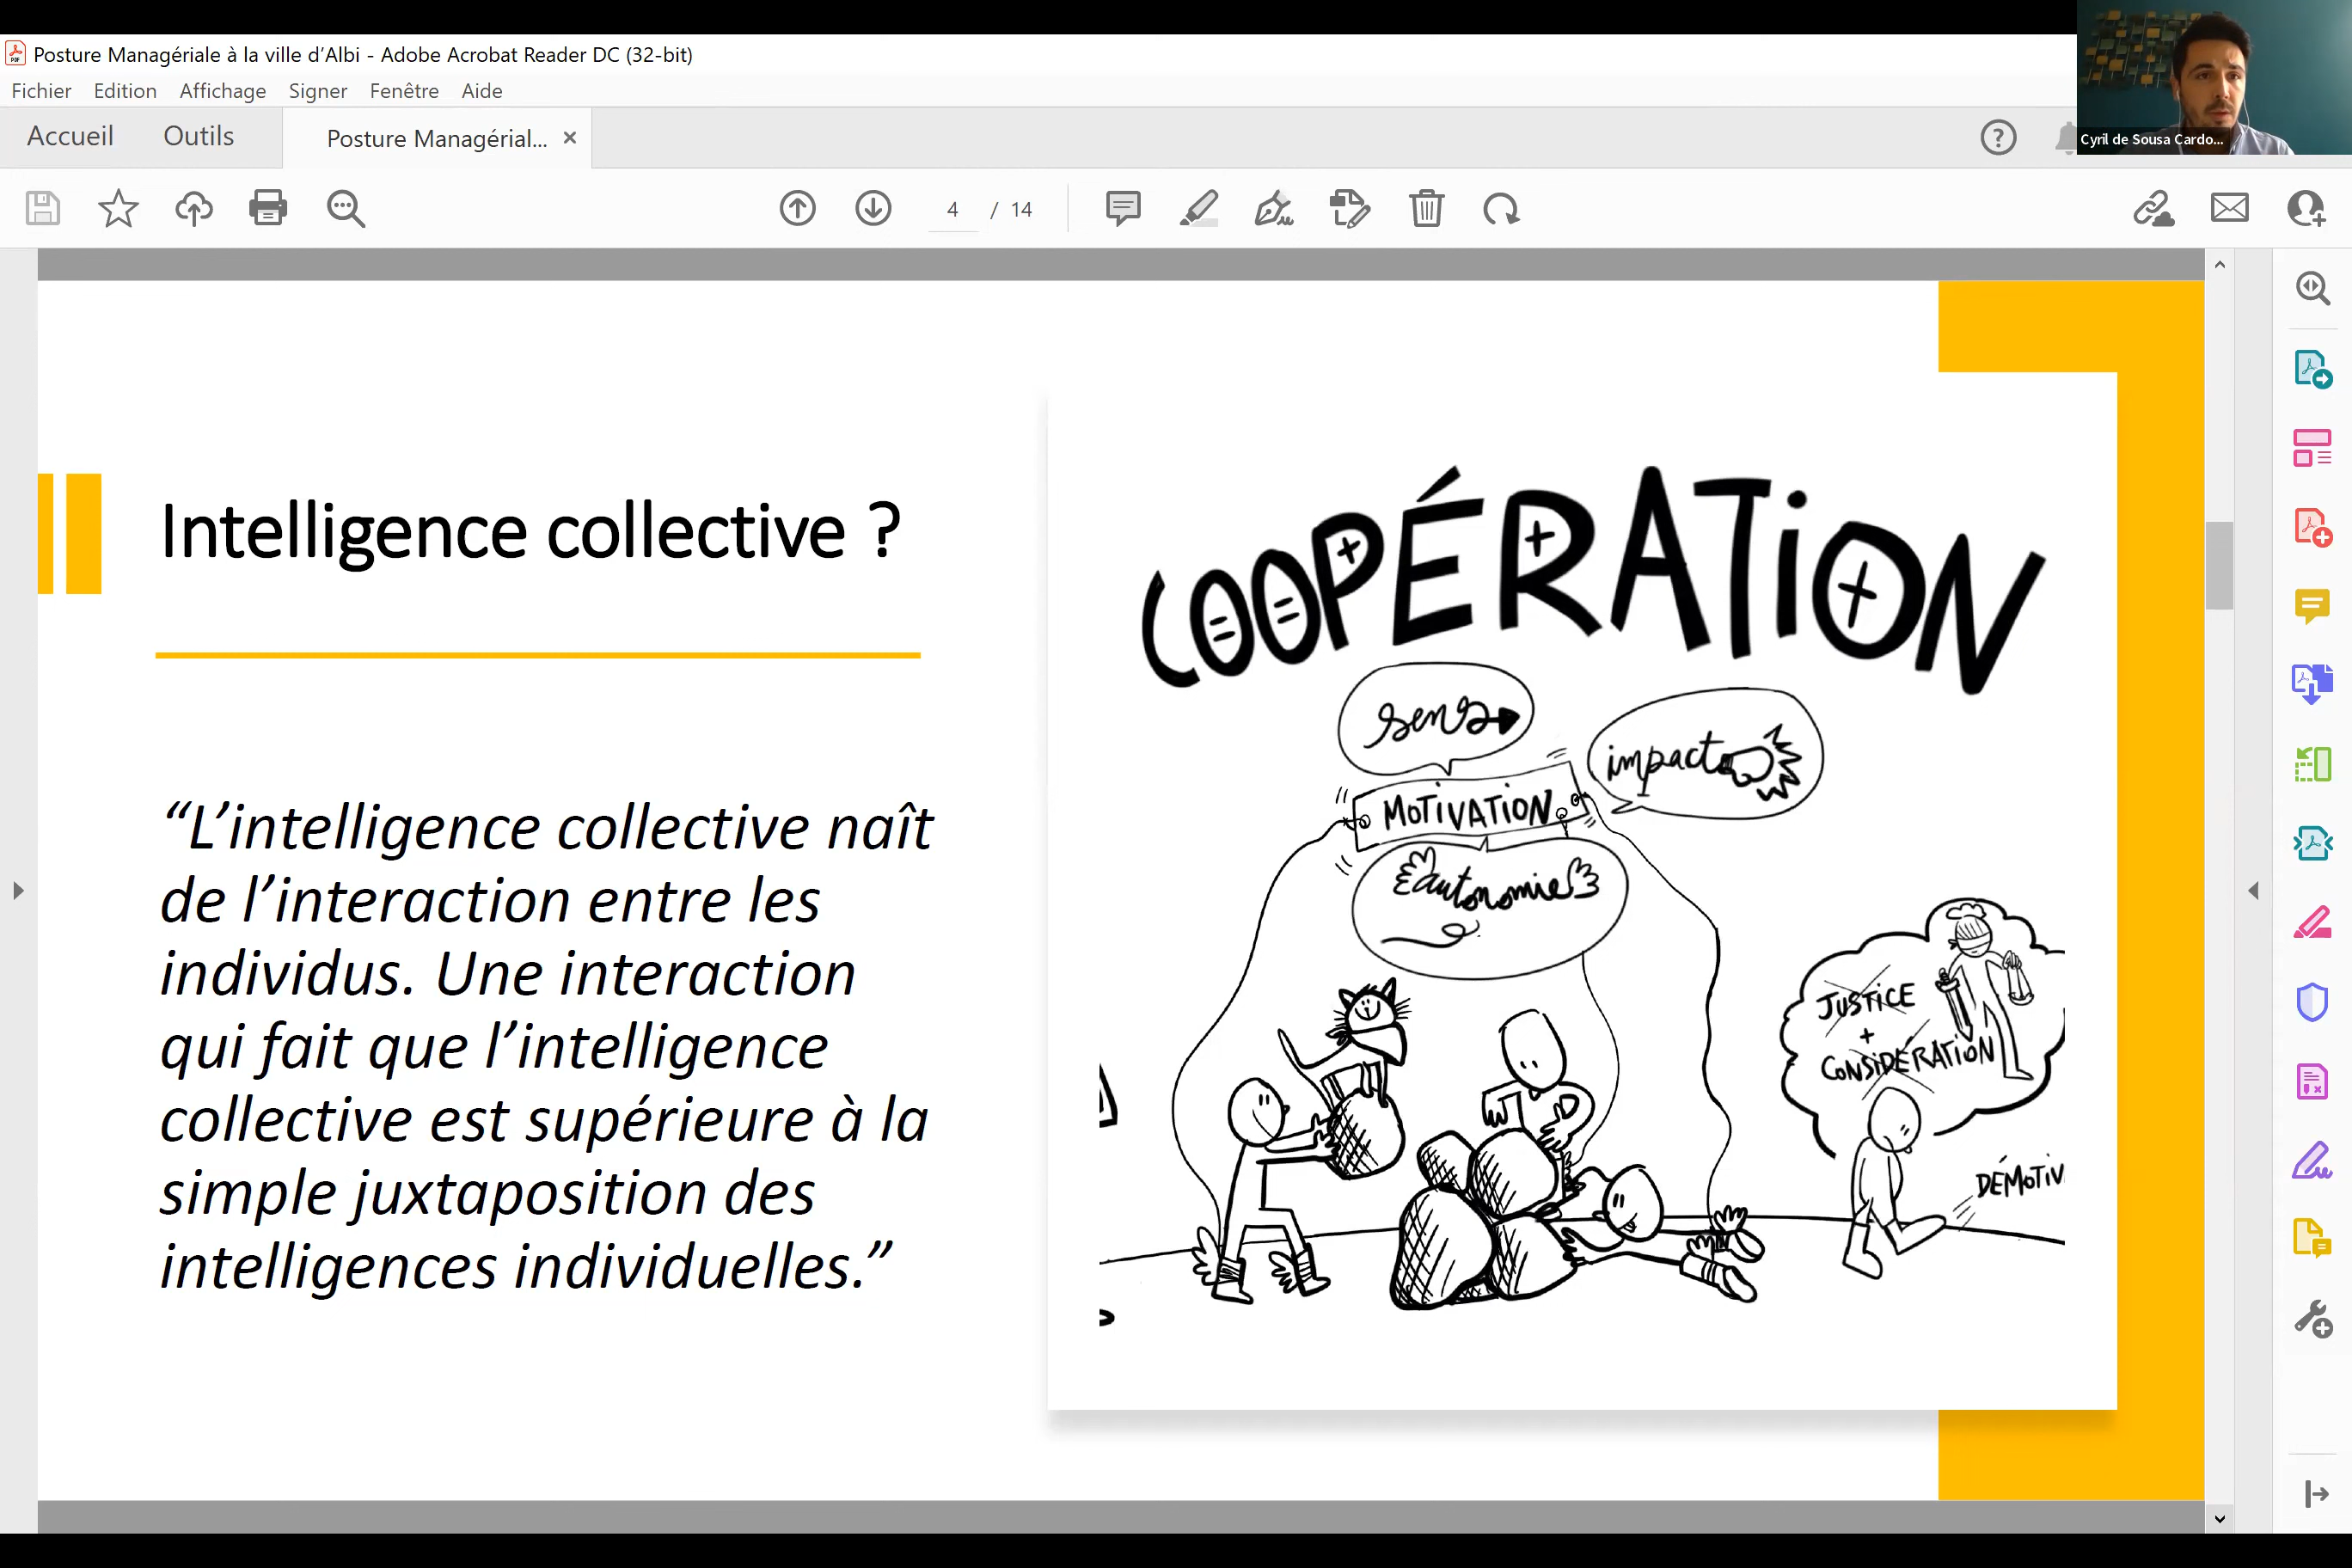 Posture Managériale à la ville d’Albi - Adobe Acrobat Reader DC (32-bit)
Fichier Edition Affichage Signer Fenêtre Aide
Accueil Outils Posture Managérial...
Cyril de Sousa Cardo...
4 / 14
Intelligence collective ?
“L’intelligence collective naît
de l’interaction entre les
individus. Une interaction
qui fait que l’intelligence
collective est supérieure à la
simple juxtaposition des
intelligences individuelles.”
COOPÉRATiON
sens
impact
MOTiVATiON
autonomie
JUSTiCE
+
CONSiDÉRATiON
DÉMOTiV